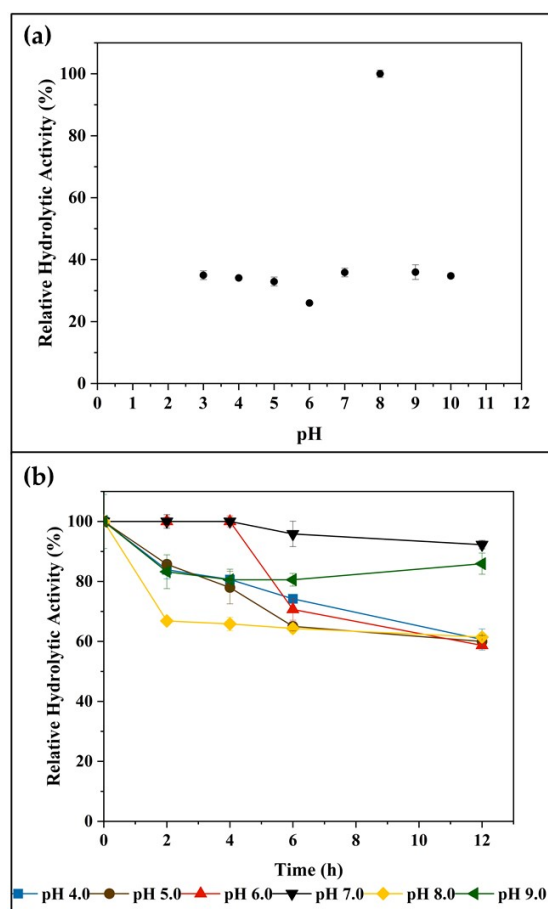 (a)
Relative Hydrolytic Activity (%)
100
80
60
40
20
0
0 1 2 3 4 5 6 7 8 9 10 11 12
pH
(b)
Relative Hydrolytic Activity (%)
100
80
60
40
20
0
0 2 4 6 8 10 12
Time (h)
pH 4.0 pH 5.0 pH 6.0 pH 7.0 pH 8.0 pH 9.0